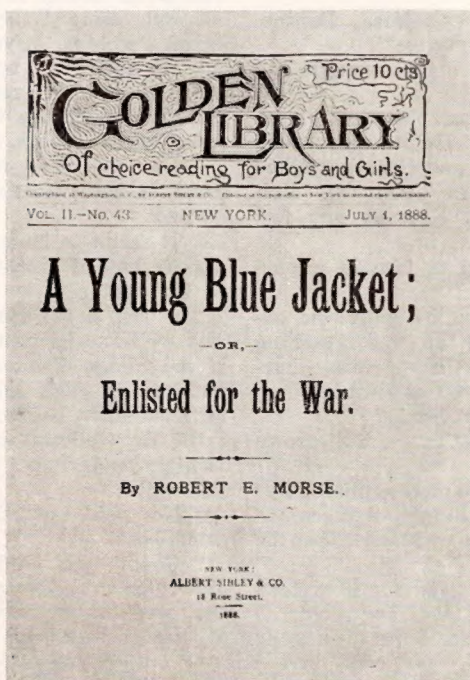 Price 10 cts
GOLDEN
LIBRARY
Of choice reading for Boys and Girls.
VOL. II.—No. 43. NEW YORK. JULY 1, 1888.
A Young Blue Jacket;
—OR,—
Enlisted for the War.
By ROBERT E. MORSE.
NEW YORK:
ALBERT SIBLEY & CO.
18 Rose Street.
1888.